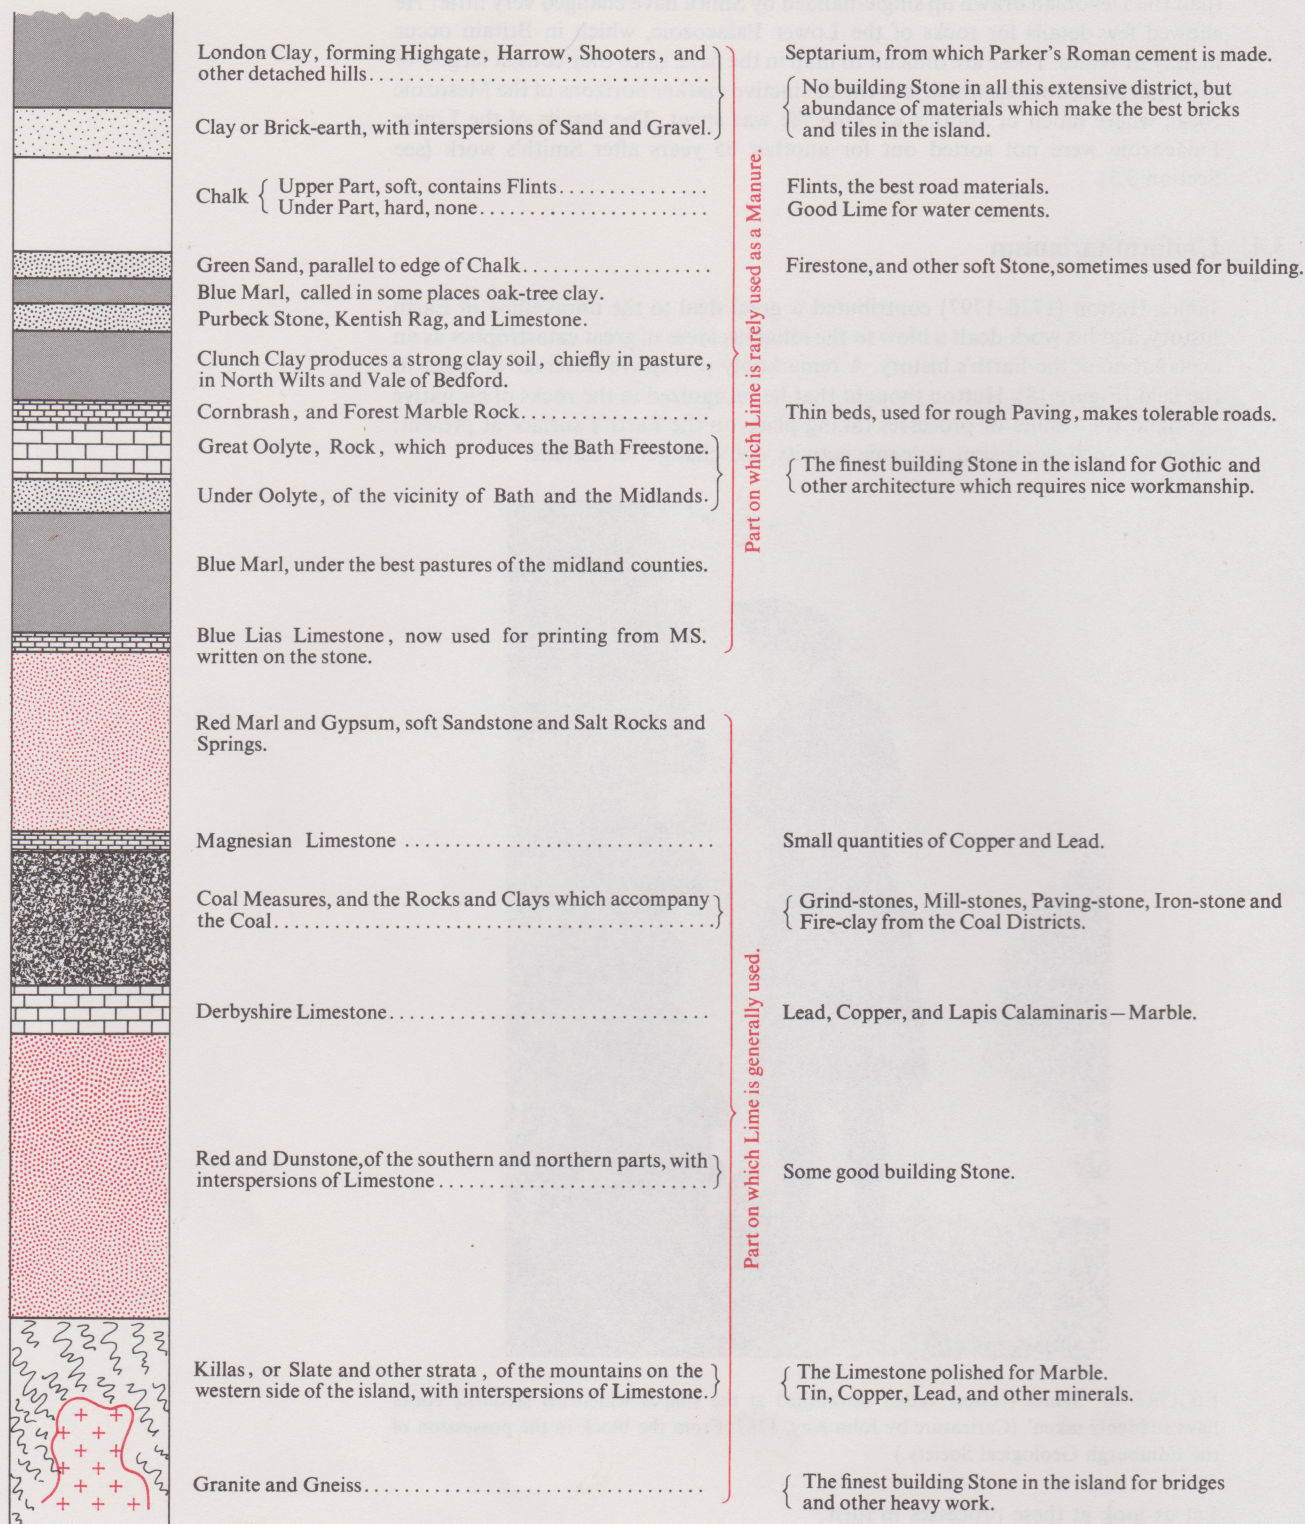 London Clay, forming Highgate, Harrow, Shooters, and
other detached hills
Septarium, from which Parker's Roman cement is made.
Clay or Brick-earth, with interspersions of Sand and Gravel.
No building Stone in all this extensive district, but
abundance of materials which make the best bricks
and tiles in the island.
Chalk { Upper Part, soft, contains Flints
Under Part, hard, none
Flints, the best road materials.
Good Lime for water cements.
Green Sand, parallel to edge of Chalk
Firestone, and other soft Stone, sometimes used for building.
Blue Marl, called in some places oak-tree clay.
Purbeck Stone, Kentish Rag, and Limestone.
Clunch Clay produces a strong clay soil, chiefly in pasture,
in North Wilts and Vale of Bedford.
Cornbrash, and Forest Marble Rock
Thin beds, used for rough Paving, makes tolerable roads.
Great Oolyte, Rock, which produces the Bath Freestone.
Under Oolyte, of the vicinity of Bath and the Midlands.
The finest building Stone in the island for Gothic and
other architecture which requires nice workmanship.
Blue Marl, under the best pastures of the midland counties.
Blue Lias Limestone, now used for printing from MS.
written on the stone.
Part on which Lime is rarely used as a Manure.
Red Marl and Gypsum, soft Sandstone and Salt Rocks and
Springs.
Magnesian Limestone
Small quantities of Copper and Lead.
Coal Measures, and the Rocks and Clays which accompany
the Coal
Grind-stones, Mill-stones, Paving-stone, Iron-stone and
Fire-clay from the Coal Districts.
Derbyshire Limestone
Lead, Copper, and Lapis Calaminaris—Marble.
Red and Dunstone, of the southern and northern parts, with
interspersions of Limestone
Some good building Stone.
Killas, or Slate and other strata, of the mountains on the
western side of the island, with interspersions of Limestone.
The Limestone polished for Marble.
Tin, Copper, Lead, and other minerals.
Granite and Gneiss
The finest building Stone in the island for bridges
and other heavy work.
Part on which Lime is generally used.